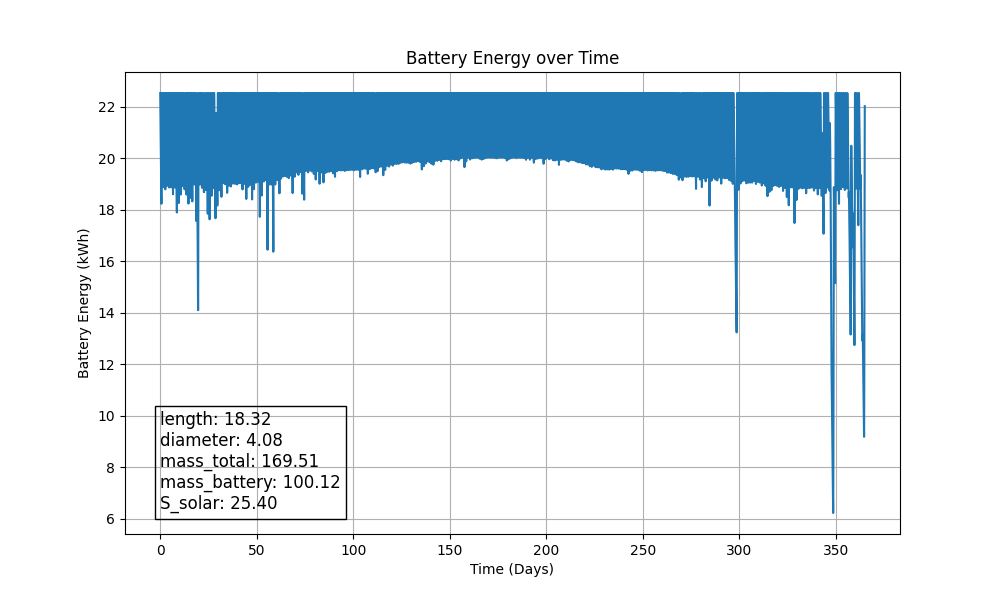 Battery Energy over Time
Battery Energy (kWh)
22
20
18
16
14
12
10
8
6
length: 18.32
diameter: 4.08
mass_total: 169.51
mass_battery: 100.12
S_solar: 25.40
0 50 100 150 200 250 300 350
Time (Days)